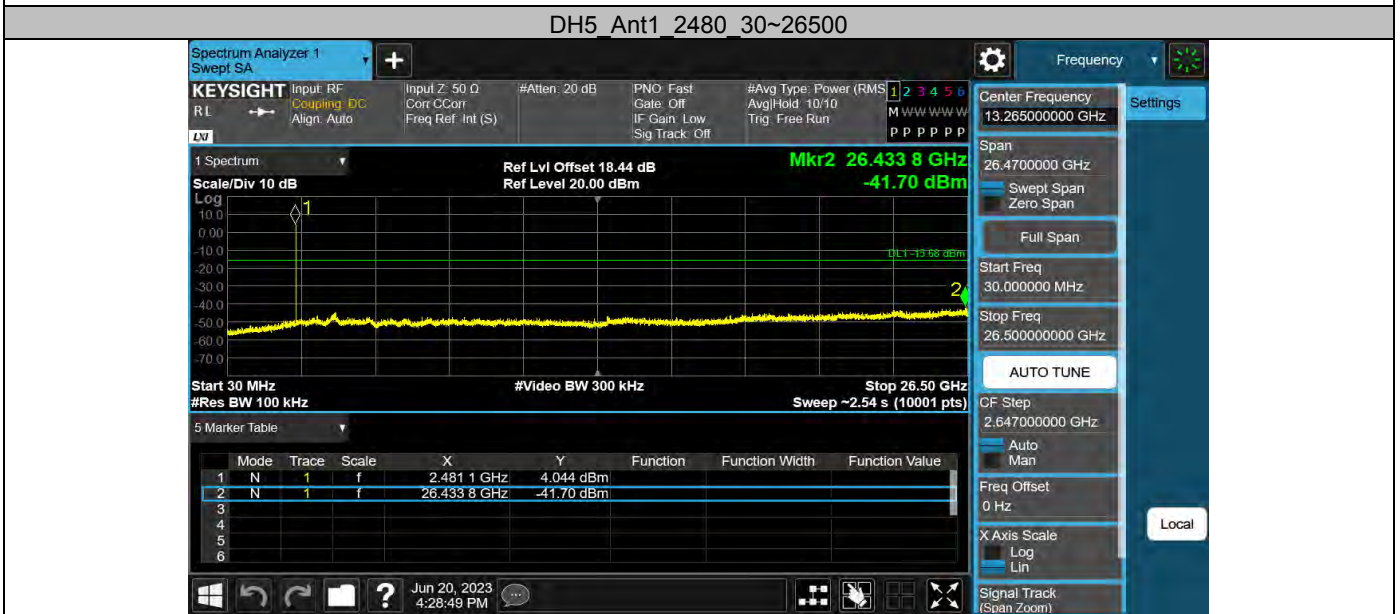 DH5_Ant1_2480_30~26500
Spectrum Analyzer 1
Swept SA
Frequency
KEYSIGHT
RL
LXI
Input: RF
Coupling: DC
Align: Auto
Input Z: 50 Ω
Corr CCorr
Freq Ref: Int (S)
#Atten: 20 dB
PNO: Fast
Gate: Off
IF Gain: Low
Sig Track: Off
#Avg Type: Power (RMS
Avg|Hold: 10/10
Trig: Free Run
1 2 3 4 5 6
M W W W W W
P P P P P P
1 Spectrum
Scale/Div 10 dB
Ref Lvl Offset 18.44 dB
Ref Level 20.00 dBm
Mkr2 26.433 8 GHz
-41.70 dBm
Log
10.0
0.00
-10.0
-20.0
-30.0
-40.0
-50.0
-60.0
-70.0
1
2
Start 30 MHz
#Res BW 100 kHz
#Video BW 300 kHz
Stop 26.50 GHz
Sweep ~2.54 s (10001 pts)
5 Marker Table
Mode Trace Scale X Y Function Function Width Function Value
1 N 1 f 2.481 1 GHz 4.044 dBm
2 N 1 f 26.433 8 GHz -41.70 dBm
3
4
5
6
Jun 20, 2023
4:28:49 PM
Center Frequency
13.265000000 GHz
Span
26.4700000 GHz
Swept Span
Zero Span
Full Span
Start Freq
30.000000 MHz
Stop Freq
26.500000000 GHz
AUTO TUNE
CF Step
2.647000000 GHz
Auto
Man
Freq Offset
0 Hz
X Axis Scale
Log
Lin
Signal Track
(Span Zoom)
Settings
Local